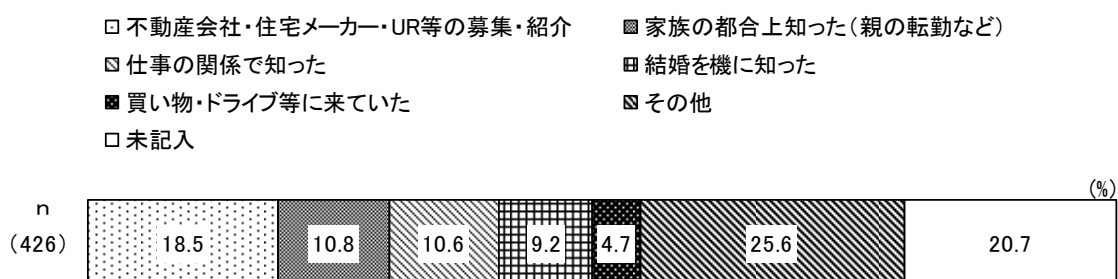 不動産会社・住宅メーカー・UR等の募集・紹介
家族の都合上知った（親の転勤など）
仕事の関係で知った
結婚を機に知った
買い物・ドライブ等に来ていた
その他
未記入
(%)
n
(426)
18.5 10.8 10.6 9.2 4.7 25.6 20.7